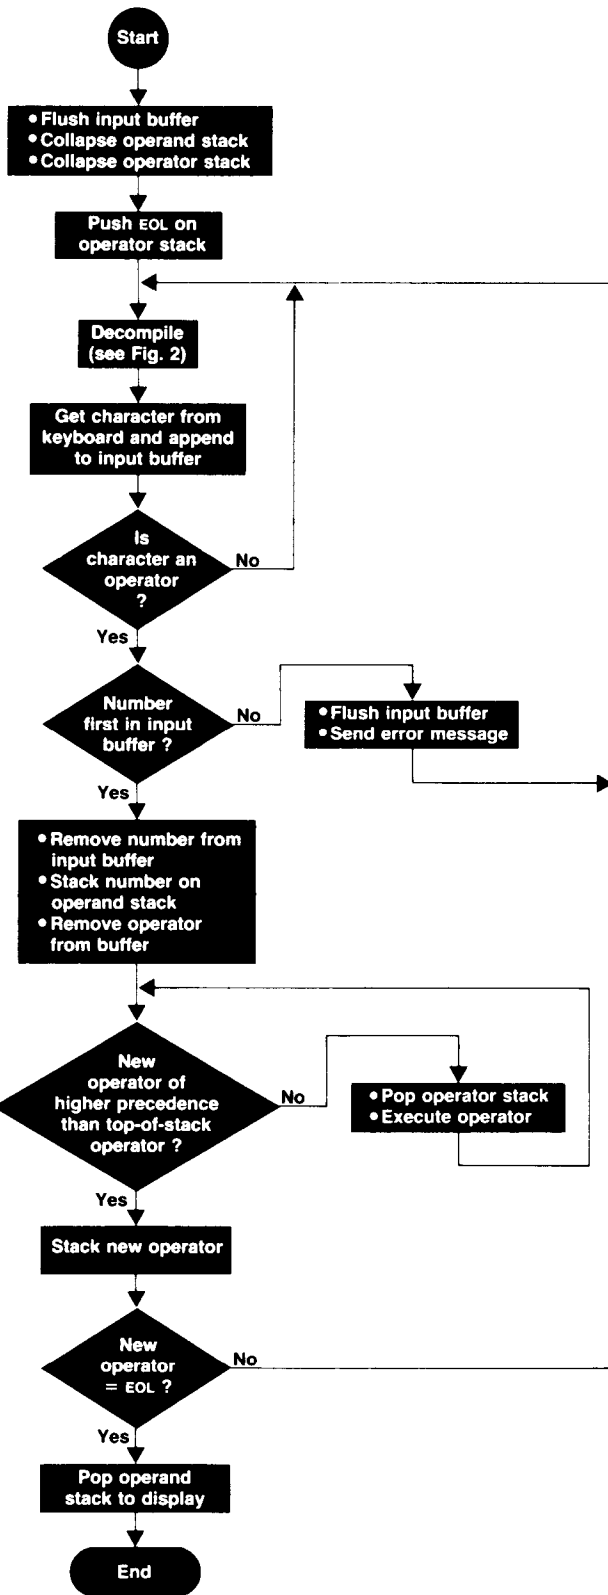 Start
• Flush input buffer
• Collapse operand stack
• Collapse operator stack
Push EOL on
operator stack
Decompile
(see Fig. 2)
Get character from
keyboard and append
to input buffer
Is
character an
operator
?
No
Yes
Number
first in input
buffer ?
No
• Flush input buffer
• Send error message
Yes
• Remove number from
input buffer
• Stack number on
operand stack
• Remove operator
from buffer
New
operator of
higher precedence
than top-of-stack
operator ?
No
• Pop operator stack
• Execute operator
Yes
Stack new operator
New
operator
= EOL ?
No
Yes
Pop operand
stack to display
End